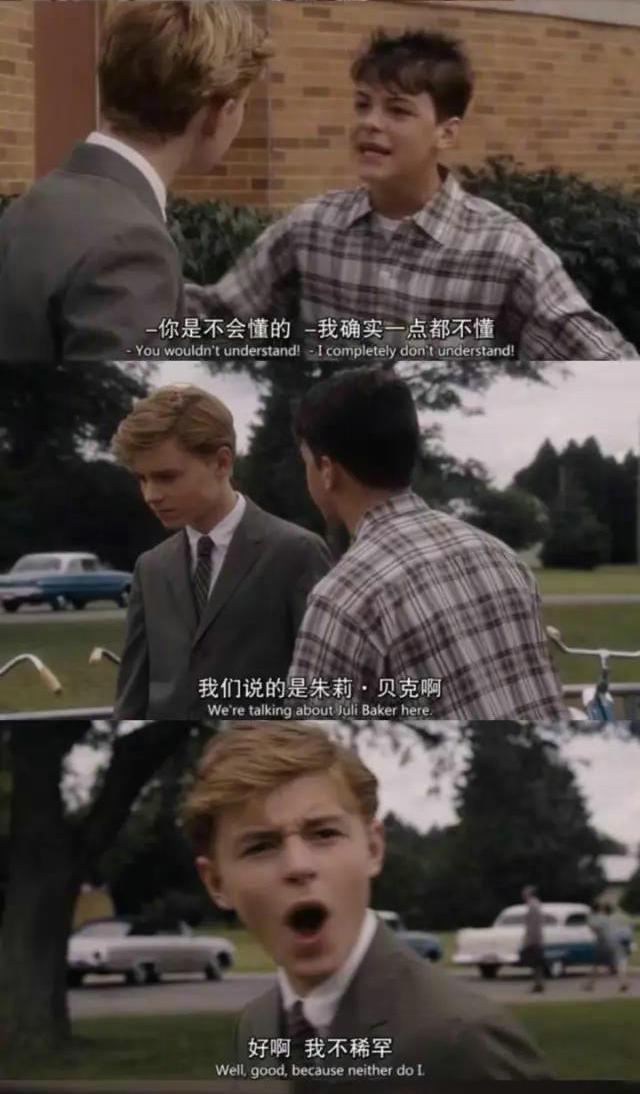 –你是不会懂的 –我确实一点都不懂
- You wouldn't understand! - I completely don't understand!
我们说的是朱莉·贝克啊
We're talking about Juli Baker here.
好啊 我不稀罕
Well, good, because neither do I.